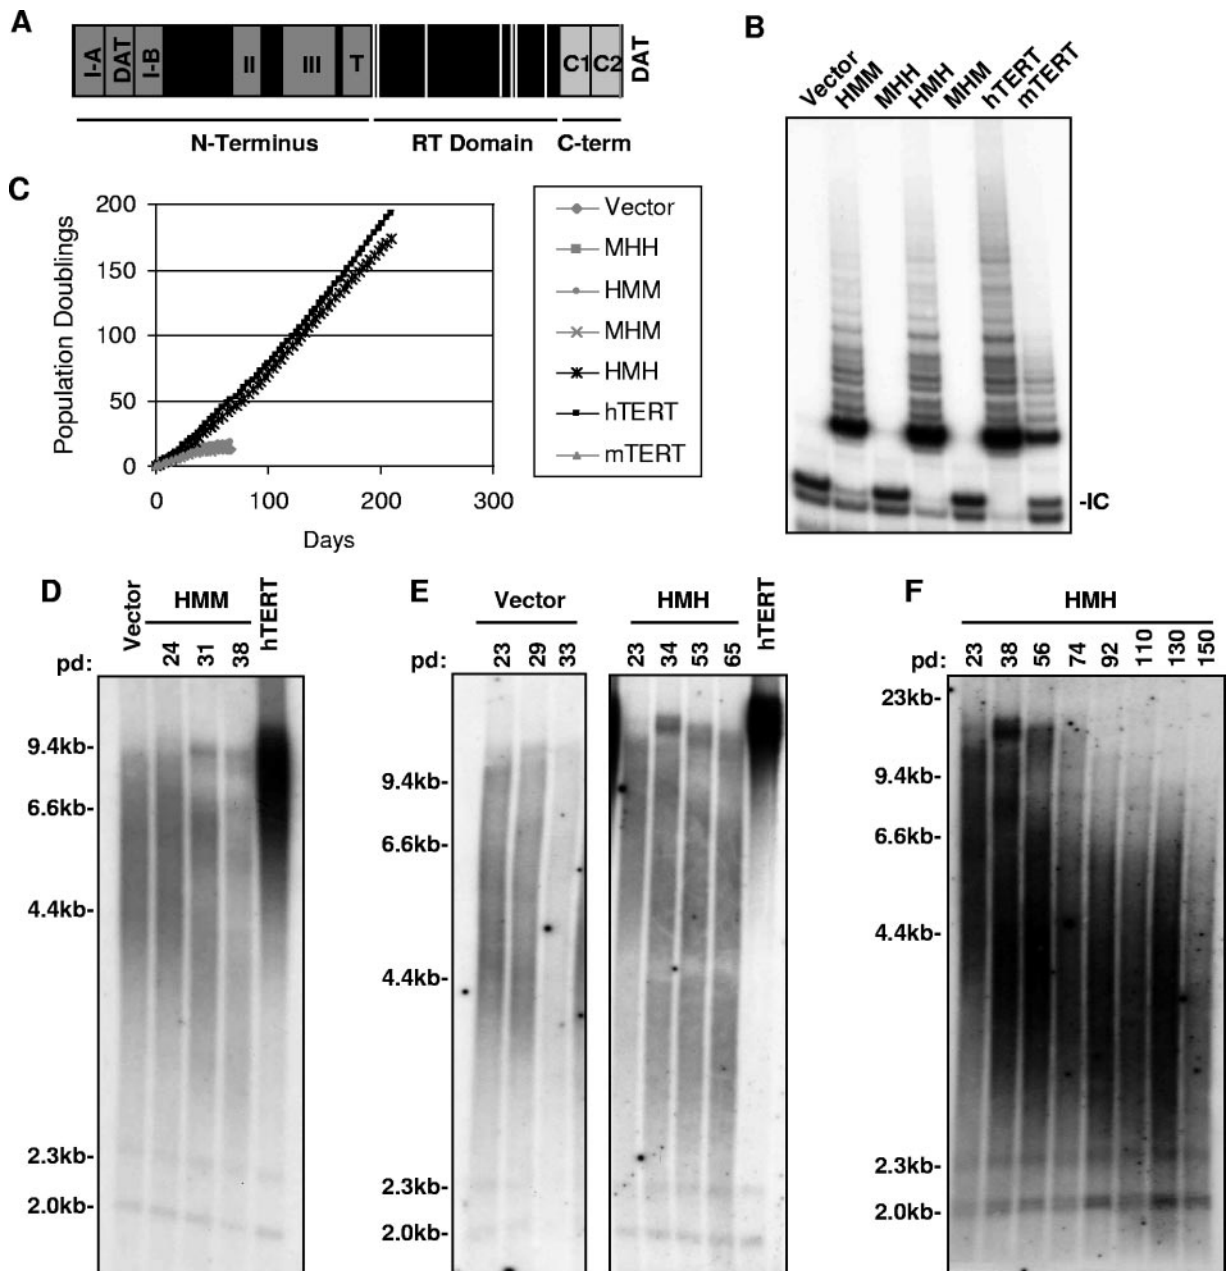 A
I-A
DAT
I-B
II
III
T
C1
C2
DAT
N-Terminus
RT Domain
C-term
B
Vector
HMM
MHH
HMH
MHM
hTERT
mTERT
-IC
C
Population Doublings
200
150
100
50
0
0
100
200
300
Days
Vector
MHH
HMM
MHM
HMH
hTERT
mTERT
D
Vector
HMM
hTERT
pd:
24
31
38
9.4kb-
6.6kb-
4.4kb-
2.3kb-
2.0kb-
E
Vector
HMH
hTERT
pd:
23
29
33
23
34
53
65
9.4kb-
6.6kb-
4.4kb-
2.3kb-
2.0kb-
F
HMH
pd:
23
38
56
74
92
110
130
150
23kb-
9.4kb-
6.6kb-
4.4kb-
2.3kb-
2.0kb-